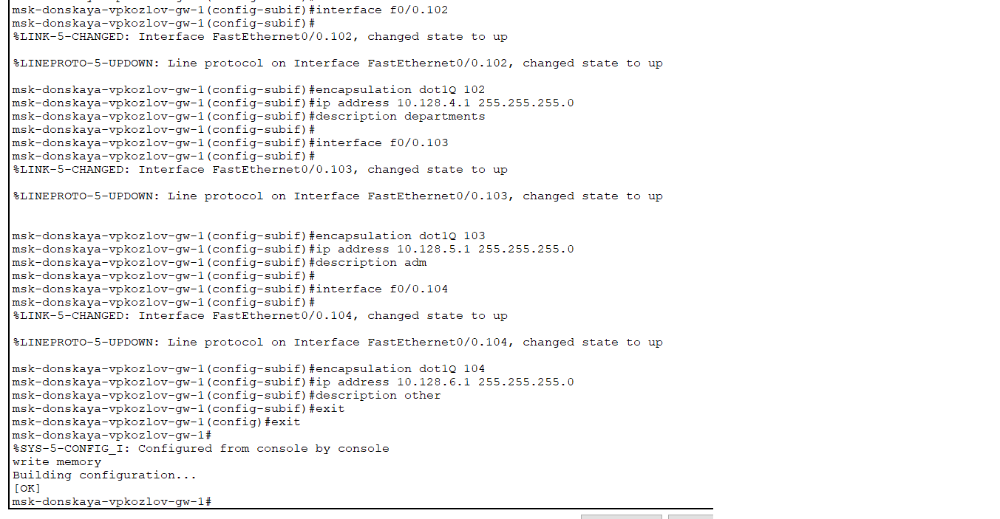 msk-donskaya-vpkozlov-gw-1(config-subif)#interface f0/0.102
msk-donskaya-vpkozlov-gw-1(config-subif)#
%LINK-5-CHANGED: Interface FastEthernet0/0.102, changed state to up
%LINEPROTO-5-UPDOWN: Line protocol on Interface FastEthernet0/0.102, changed state to up
msk-donskaya-vpkozlov-gw-1(config-subif)#encapsulation dot1Q 102
msk-donskaya-vpkozlov-gw-1(config-subif)#ip address 10.128.4.1 255.255.255.0
msk-donskaya-vpkozlov-gw-1(config-subif)#description departments
msk-donskaya-vpkozlov-gw-1(config-subif)#
msk-donskaya-vpkozlov-gw-1(config-subif)#interface f0/0.103
msk-donskaya-vpkozlov-gw-1(config-subif)#
%LINK-5-CHANGED: Interface FastEthernet0/0.103, changed state to up
%LINEPROTO-5-UPDOWN: Line protocol on Interface FastEthernet0/0.103, changed state to up
msk-donskaya-vpkozlov-gw-1(config-subif)#encapsulation dot1Q 103
msk-donskaya-vpkozlov-gw-1(config-subif)#ip address 10.128.5.1 255.255.255.0
msk-donskaya-vpkozlov-gw-1(config-subif)#description adm
msk-donskaya-vpkozlov-gw-1(config-subif)#
msk-donskaya-vpkozlov-gw-1(config-subif)#interface f0/0.104
msk-donskaya-vpkozlov-gw-1(config-subif)#
%LINK-5-CHANGED: Interface FastEthernet0/0.104, changed state to up
%LINEPROTO-5-UPDOWN: Line protocol on Interface FastEthernet0/0.104, changed state to up
msk-donskaya-vpkozlov-gw-1(config-subif)#encapsulation dot1Q 104
msk-donskaya-vpkozlov-gw-1(config-subif)#ip address 10.128.6.1 255.255.255.0
msk-donskaya-vpkozlov-gw-1(config-subif)#description other
msk-donskaya-vpkozlov-gw-1(config-subif)#exit
msk-donskaya-vpkozlov-gw-1(config)#exit
msk-donskaya-vpkozlov-gw-1#
%SYS-5-CONFIG_I: Configured from console by console
write memory
Building configuration...
[OK]
msk-donskaya-vpkozlov-gw-1#